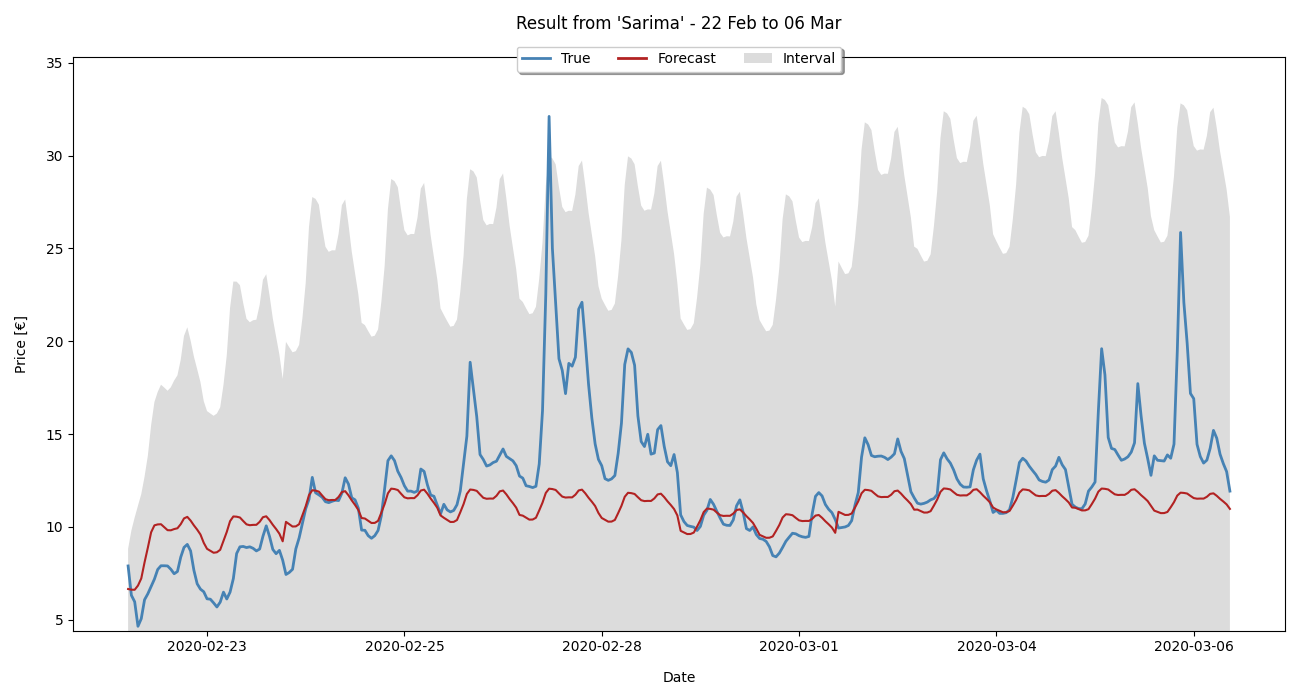 Result from 'Sarima' - 22 Feb to 06 Mar
True Forecast Interval
35
30
25
20
15
10
5
Price [€]
2020-02-23 2020-02-25 2020-02-28 2020-03-01 2020-03-04 2020-03-06
Date